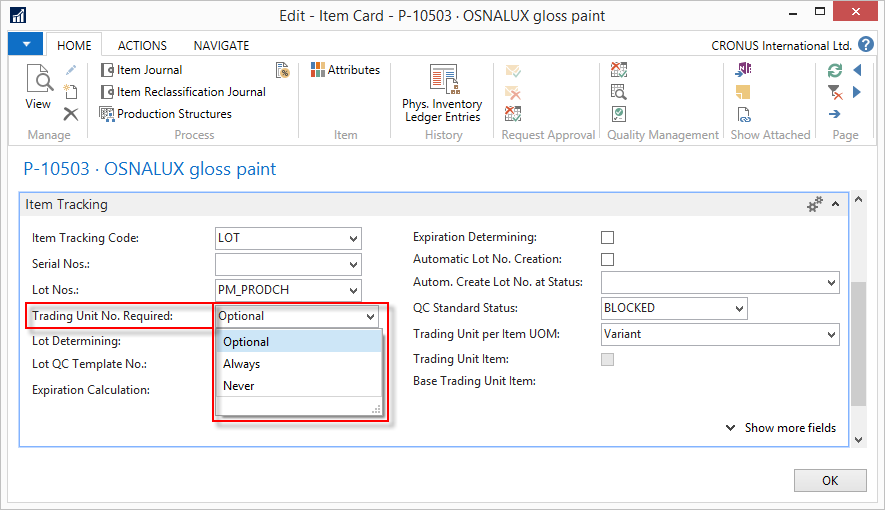 Edit - Item Card - P-10503 · OSNALUX gloss paint
HOME ACTIONS NAVIGATE CRONUS International Ltd.
View
Manage
Item Journal
Item Reclassification Journal
Production Structures
Process
Attributes
Item
Phys. Inventory
Ledger Entries
History
Request Approval
Quality Management
Show Attached
Page
P-10503 · OSNALUX gloss paint
Item Tracking
Item Tracking Code: LOT
Serial Nos.:
Lot Nos.: PM_PRODCH
Trading Unit No. Required: Optional
Optional
Always
Never
Lot Determining:
Lot QC Template No.:
Expiration Calculation:
Expiration Determining:
Automatic Lot No. Creation:
Autom. Create Lot No. at Status:
QC Standard Status: BLOCKED
Trading Unit per Item UOM: Variant
Trading Unit Item:
Base Trading Unit Item:
Show more fields
OK